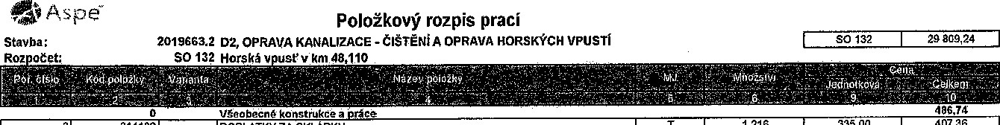 Aspe
Položkový rozpis prací
Stavba: 2019663.2 D2, OPRAVA KANALIZACE - ČIŠTĚNÍ A OPRAVA HORSKÝCH VPUSTÍ SO 132 29 809,24
Rozpočet: SO 132 Horská vpusť v km 48,110
Poř. číslo Kód položky Varianta Název položky MJ Množství Cena
Jednotková Celkem
1 2 3 4 5 6 9 10
0 Všeobecné konstrukce a práce 486,74
POPLATKY ZA SKLÁDKU T 1,216 335,00 407,36